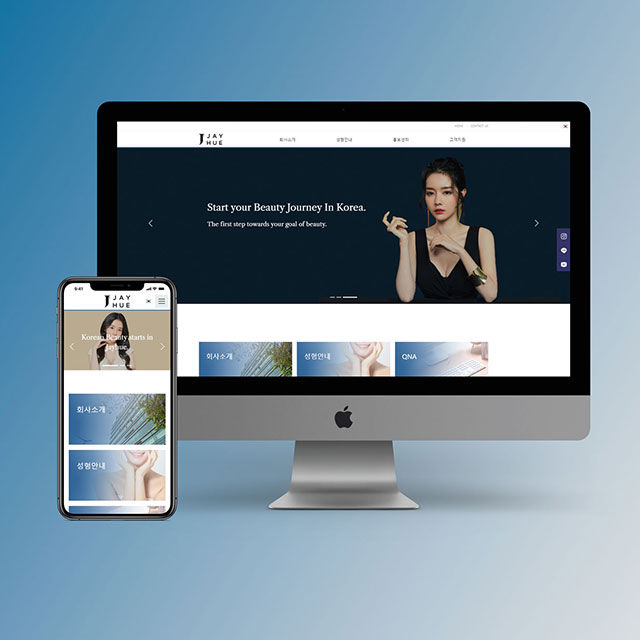 HOME
CONTACT US
JAY
HUE
회사소개
성형안내
홍보센터
고객지원
Start your Beauty Journey In Korea.
The first step towards your goal of beauty.
회사소개
성형안내
QNA
9:41
JAY
HUE
Korean Beauty starts in
Jayhue.
회사소개
성형안내